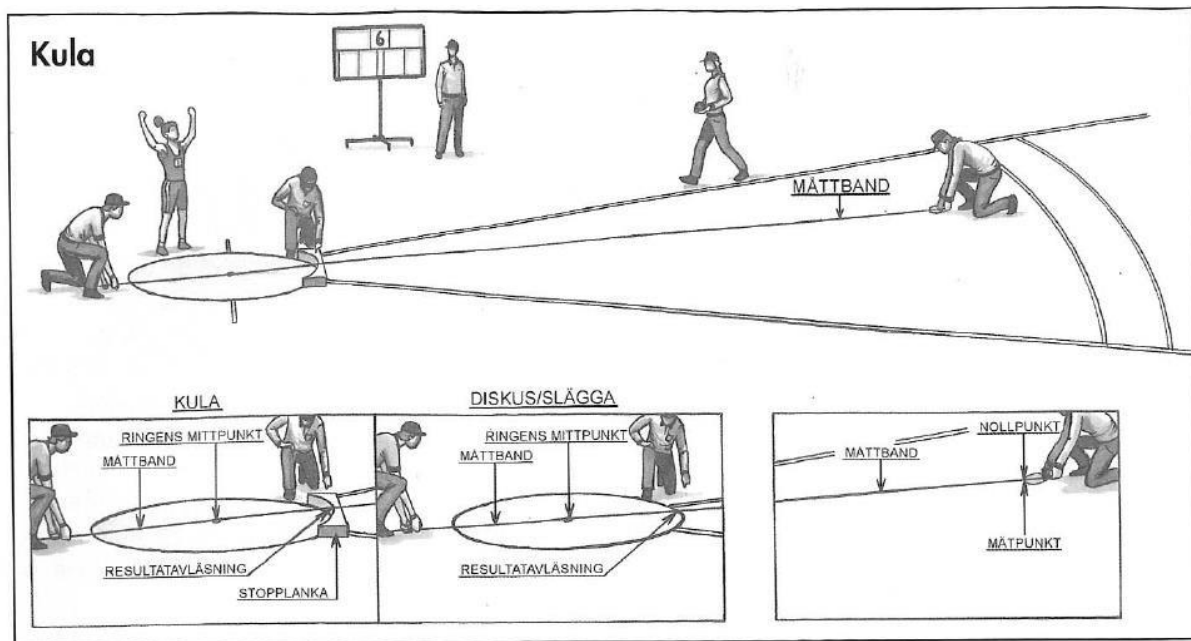 Kula
6
MÅTTBAND
KULA
RINGENS MITTPUNKT
MÅTTBAND
RESULTATAVLÄSNING
STOPPLANKA
DISKUS/SLÄGGA
RINGENS MITTPUNKT
MÅTTBAND
RESULTATAVLÄSNING
NOLLPUNKT
MÅTTBAND
MÄTPUNKT